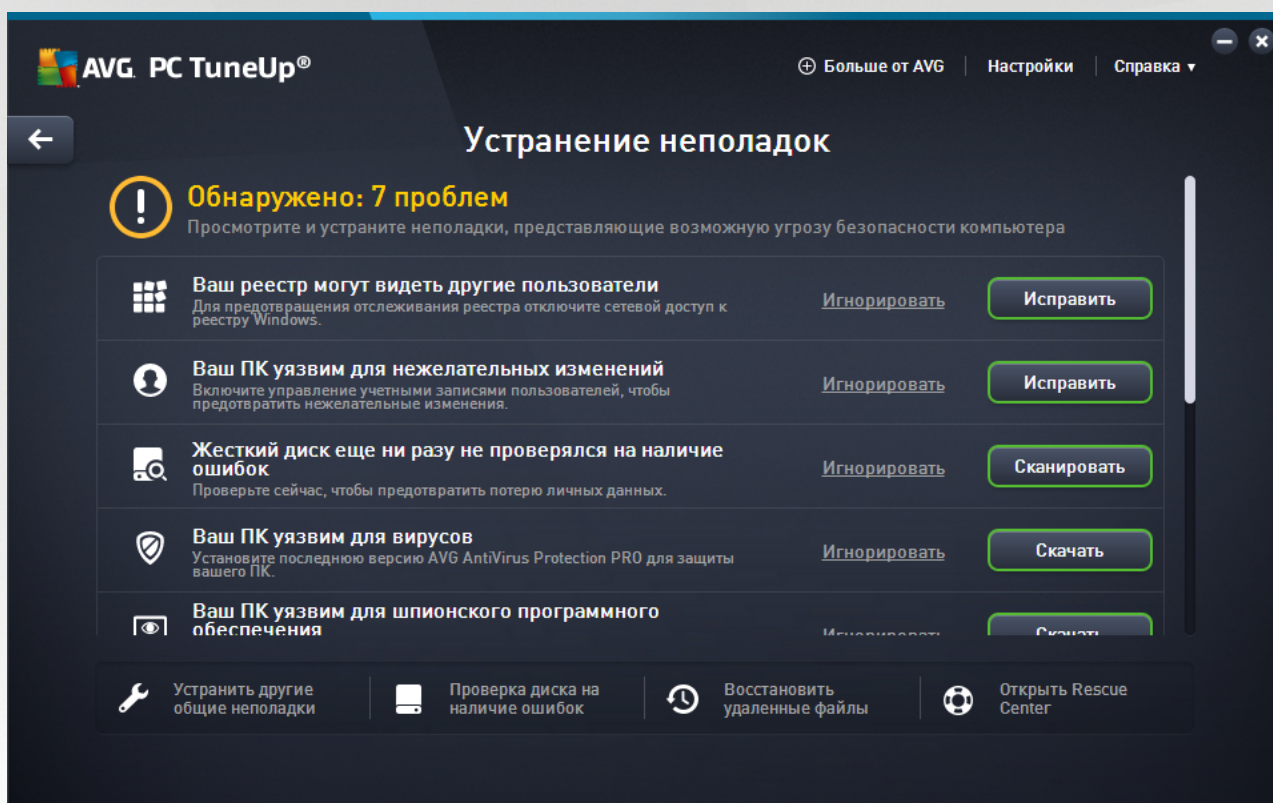 AVG. PC TuneUp®
Больше от AVG
Настройки
Справка
Устранение неполадок
Обнаружено: 7 проблем
Просмотрите и устраните неполадки, представляющие возможную угрозу безопасности компьютера
Ваш реестр могут видеть другие пользователи
Для предотвращения отслеживания реестра отключите сетевой доступ к
реестру Windows.
Игнорировать
Исправить
Ваш ПК уязвим для нежелательных изменений
Включите управление учетными записями пользователей, чтобы
предотвратить нежелательные изменения.
Игнорировать
Исправить
Жесткий диск еще ни разу не проверялся на наличие
ошибок
Проверьте сейчас, чтобы предотвратить потерю личных данных.
Игнорировать
Сканировать
Ваш ПК уязвим для вирусов
Установите последнюю версию AVG AntiVirus Protection PRO для защиты
вашего ПК.
Игнорировать
Скачать
Ваш ПК уязвим для шпионского программного
обеспечения
Игнорировать
Скачать
Устранить другие
общие неполадки
Проверка диска на
наличие ошибок
Восстановить
удаленные файлы
Открыть Rescue
Center